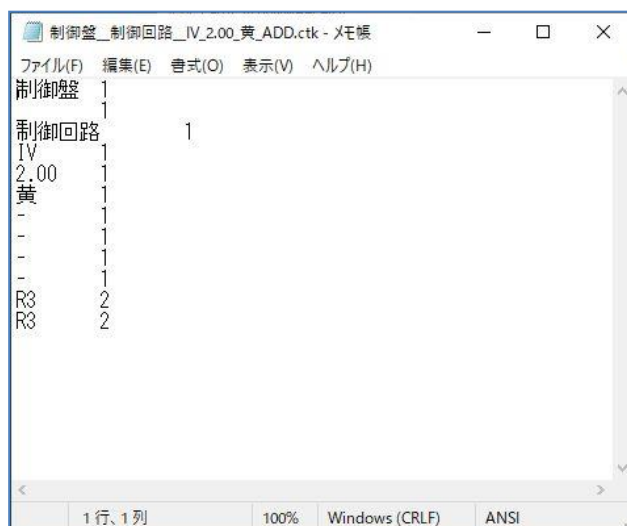 制御盤__制御回路__IV_2.00_黄_ADD.ctk - メモ帳
ファイル(F) 編集(E) 書式(O) 表示(V) ヘルプ(H)
制御盤 1
1
制御回路 1
IV 1
2.00 1
黄 1
- 1
- 1
- 1
- 1
R3 2
R3 2
1 行、1 列 100% Windows (CRLF) ANSI